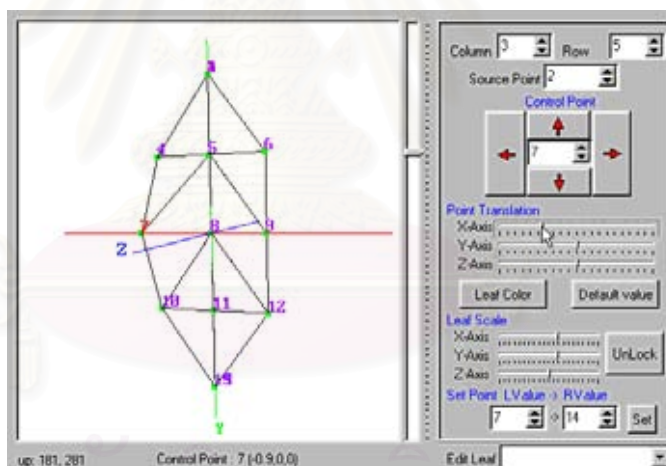 Column 3 Row 5
Source Point 2
Control Point
7
Point Translation
X-Axis
Y-Axis
Z-Axis
Leaf Color Default value
Leaf Scale
X-Axis
Y-Axis UnLock
Z-Axis
Set Point LValue -> RValue
7 -> 14 Set
Edit Leaf
4
5
6
7
8
9
Z
10
11
12
Y
up: 181, 281 Control Point : 7 (-0.9,0,0)